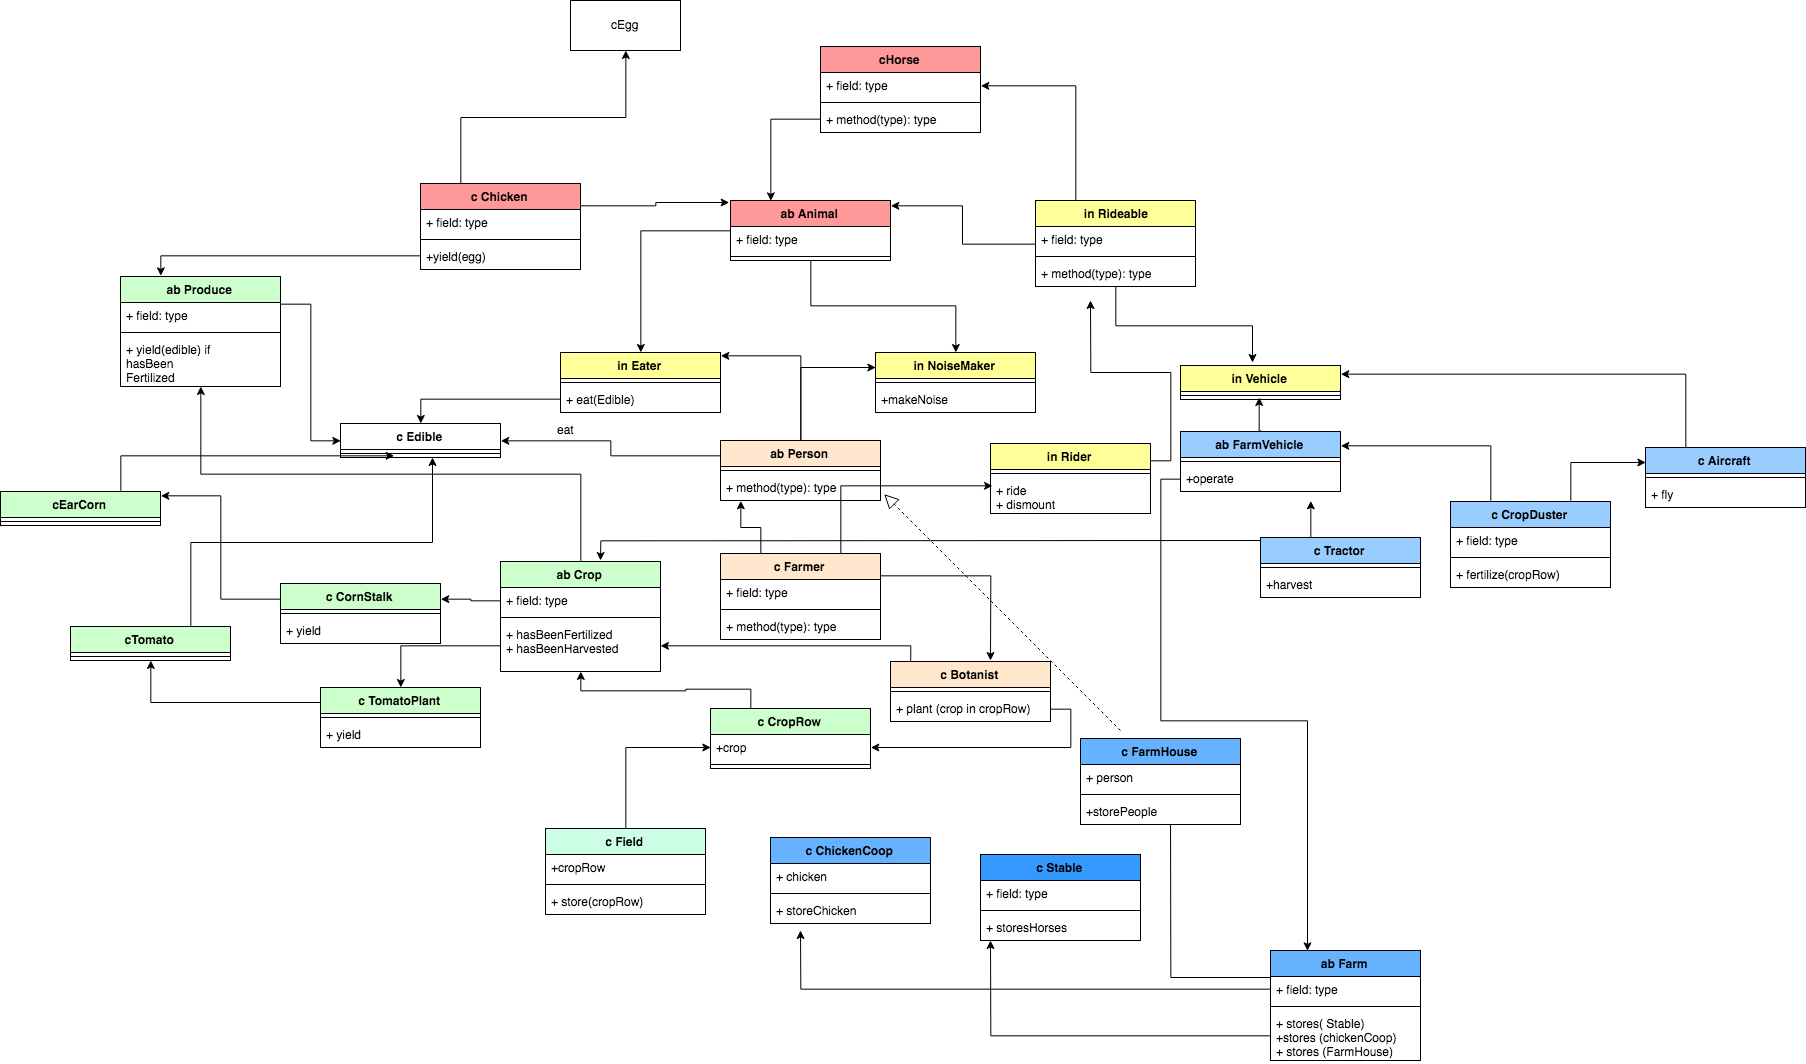 cEgg
cHorse
+ field: type
+ method(type): type
c Chicken
+ field: type
+yield(egg)
ab Animal
+ field: type
in Rideable
+ field: type
+ method(type): type
ab Produce
+ field: type
+ yield(edible) if
hasBeen
Fertilized
in Eater
+ eat(Edible)
in NoiseMaker
+makeNoise
in Vehicle
c Edible
eat
ab Person
+ method(type): type
in Rider
+ ride
+ dismount
ab FarmVehicle
+operate
c Aircraft
+ fly
cEarCorn
c CropDuster
+ field: type
+ fertilize(cropRow)
c Tractor
+harvest
c Farmer
+ field: type
+ method(type): type
ab Crop
+ field: type
+ hasBeenFertilized
+ hasBeenHarvested
c CornStalk
+ yield
cTomato
c TomatoPlant
+ yield
c Botanist
+ plant (crop in cropRow)
c CropRow
+crop
c FarmHouse
+ person
+storePeople
c Field
+cropRow
+ store(cropRow)
c ChickenCoop
+ chicken
+ storeChicken
c Stable
+ field: type
+ storesHorses
ab Farm
+ field: type
+ stores( Stable)
+stores (chickenCoop)
+ stores (FarmHouse)